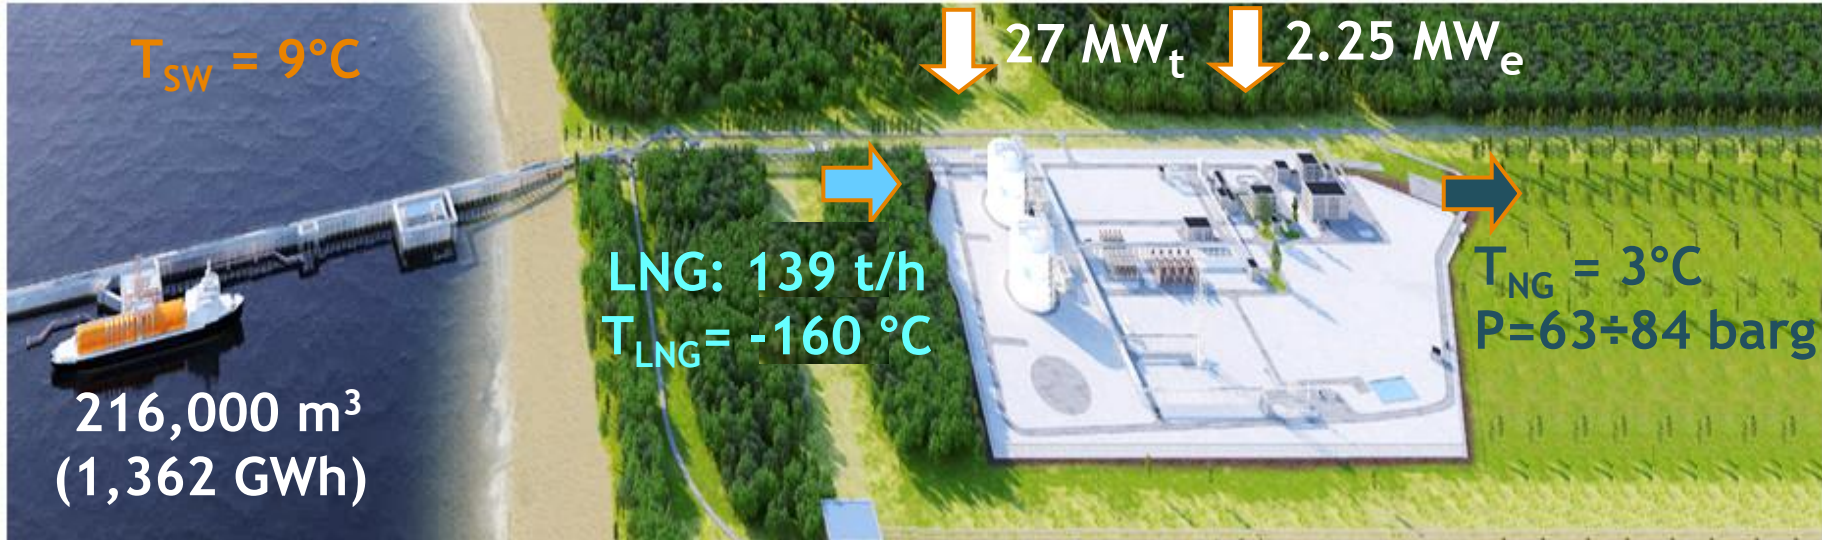 T_SW = 9°C
27 MW_t
2.25 MW_e
LNG: 139 t/h
T_LNG= -160 °C
T_NG = 3°C
P=63÷84 barg
216,000 m³
(1,362 GWh)